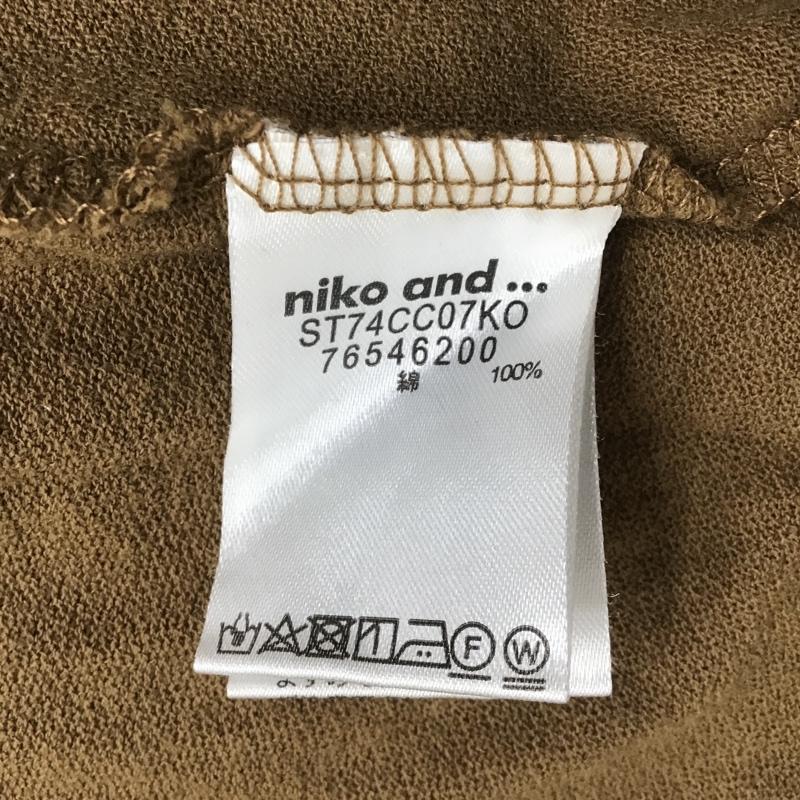 niko and ...
ST74CC07KO
76546200
綿 100%
F W